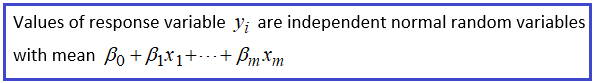 Values of response variable yᵢ are independent normal random variables
with mean β₀ + β₁x₁+⋯+ βₘxₘ